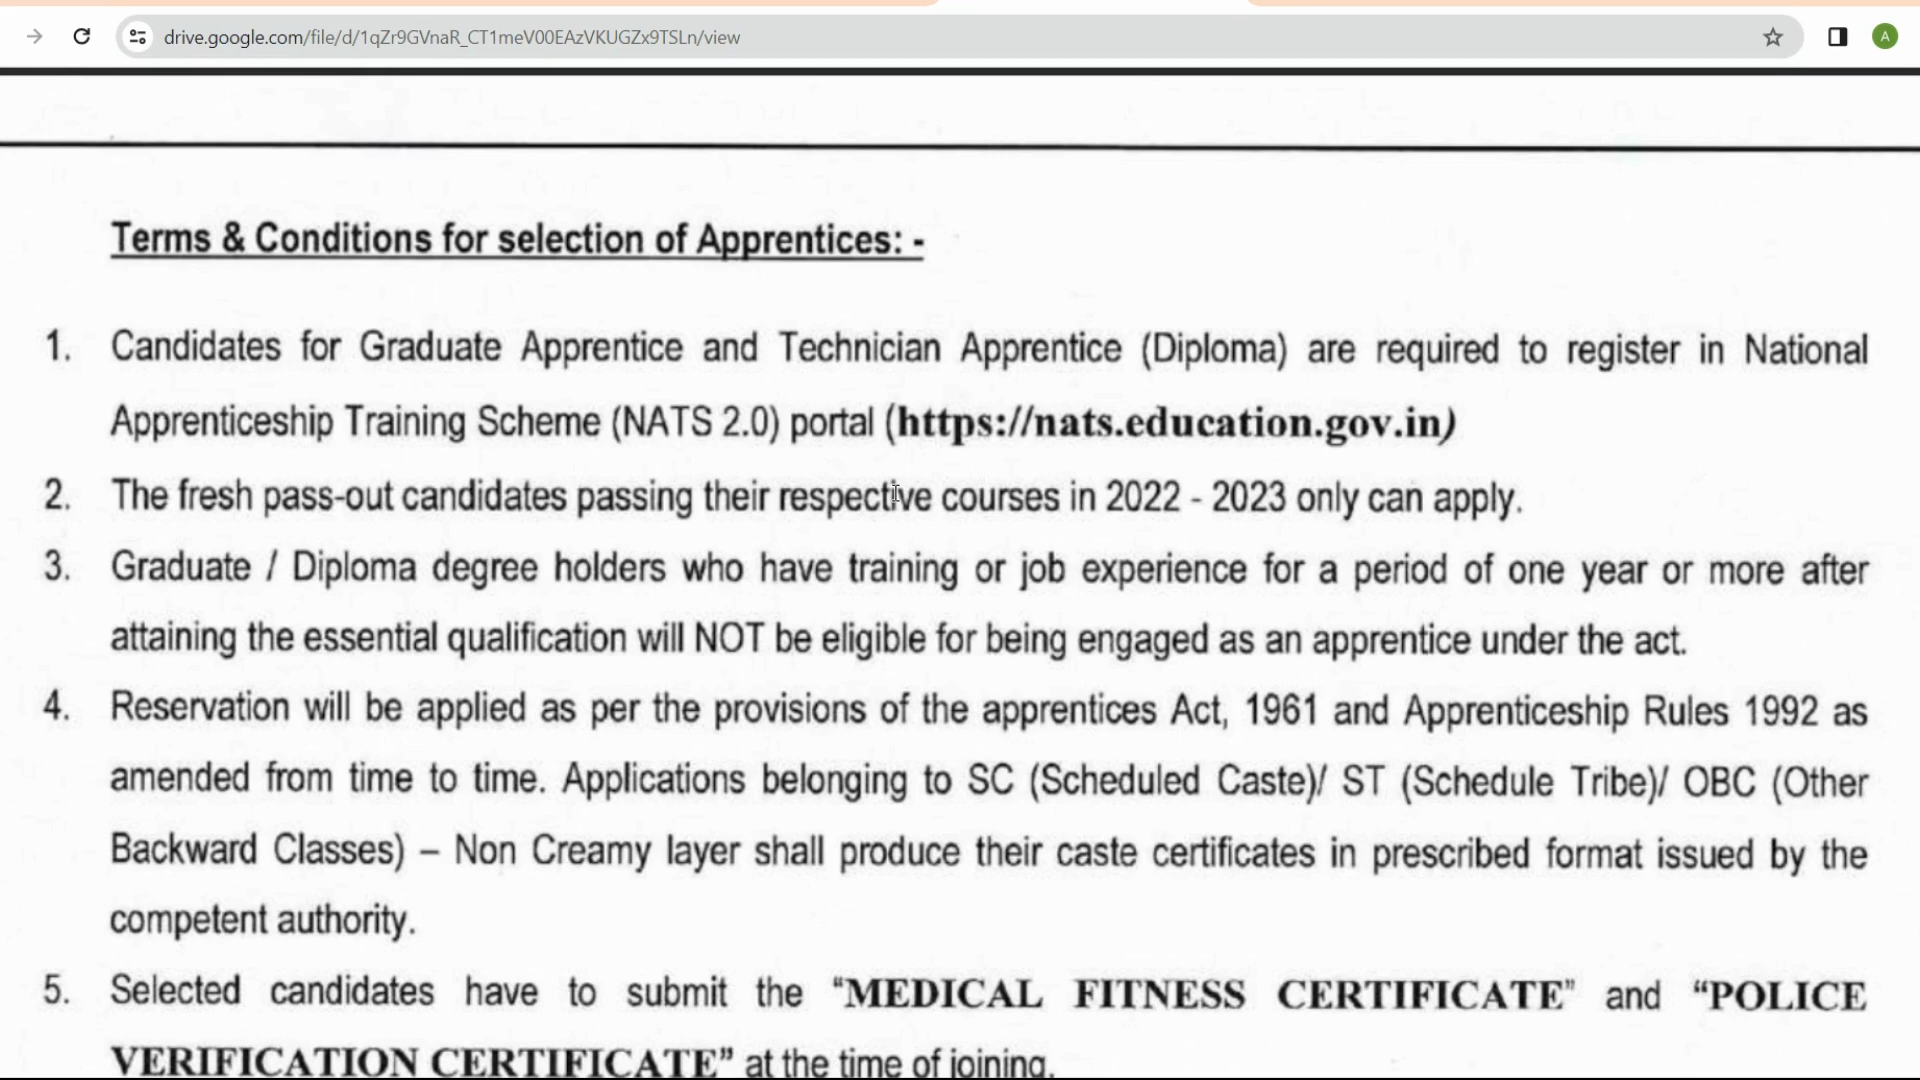 drive.google.com/file/d/1qZr9GVnaR_CT1meV00EAzVKUGZx9TSLn/view
A
Terms & Conditions for selection of Apprentices: -
1. Candidates for Graduate Apprentice and Technician Apprentice (Diploma) are required to register in National
Apprenticeship Training Scheme (NATS 2.0) portal (https://nats.education.gov.in)
2. The fresh pass-out candidates passing their respective courses in 2022 - 2023 only can apply.
3. Graduate / Diploma degree holders who have training or job experience for a period of one year or more after
attaining the essential qualification will NOT be eligible for being engaged as an apprentice under the act.
4. Reservation will be applied as per the provisions of the apprentices Act, 1961 and Apprenticeship Rules 1992 as
amended from time to time. Applications belonging to SC (Scheduled Caste)/ ST (Schedule Tribe)/ OBC (Other
Backward Classes) – Non Creamy layer shall produce their caste certificates in prescribed format issued by the
competent authority.
5. Selected candidates have to submit the “MEDICAL FITNESS CERTIFICATE” and “POLICE
VERIFICATION CERTIFICATE” at the time of joining.